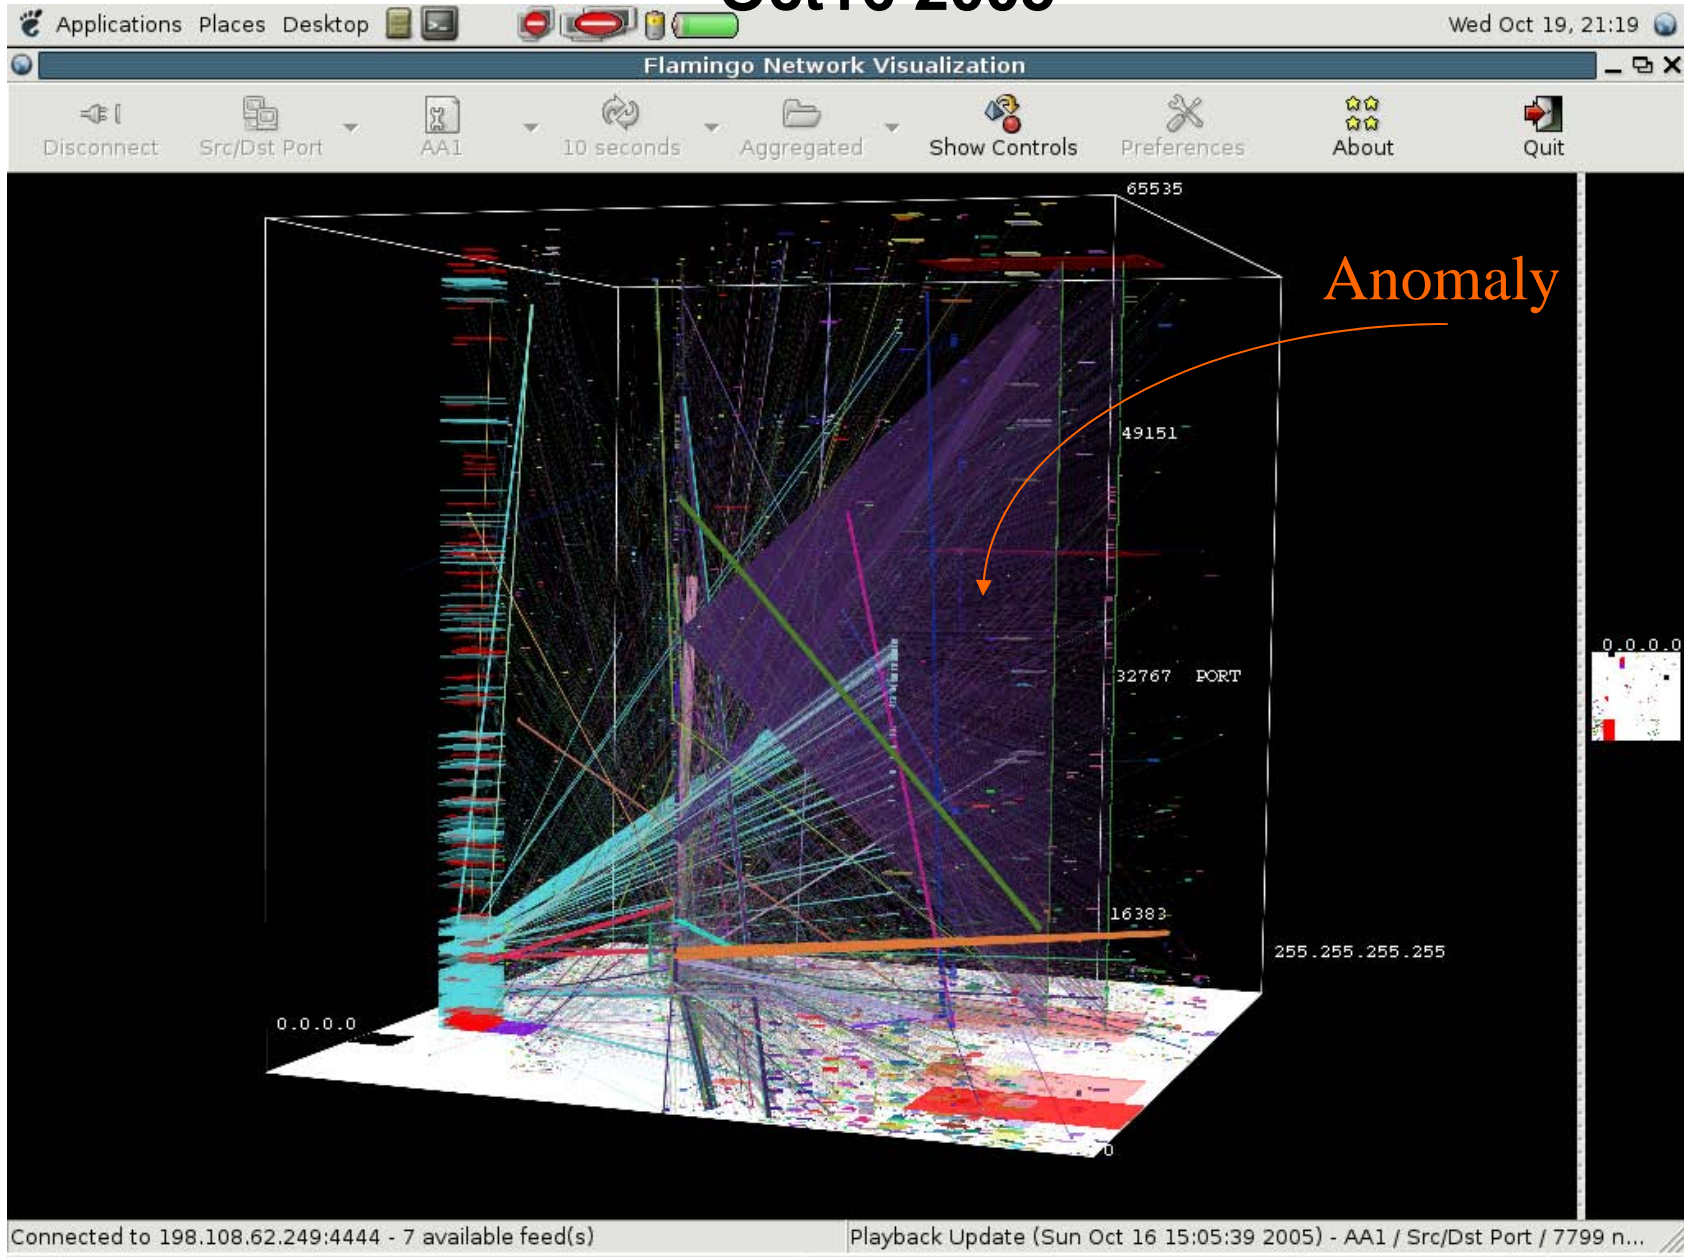 Oct16 2005
Applications Places Desktop
Wed Oct 19, 21:19
Flamingo Network Visualization
Disconnect
Src/Dst Port
AA1
10 seconds
Aggregated
Show Controls
Preferences
About
Quit
65535
Anomaly
49151
0.0.0.0
32767 PORT
16383
255.255.255.255
0.0.0.0
0
Connected to 198.108.62.249:4444 - 7 available feed(s)
Playback Update (Sun Oct 16 15:05:39 2005) - AA1 / Src/Dst Port / 7799 n...